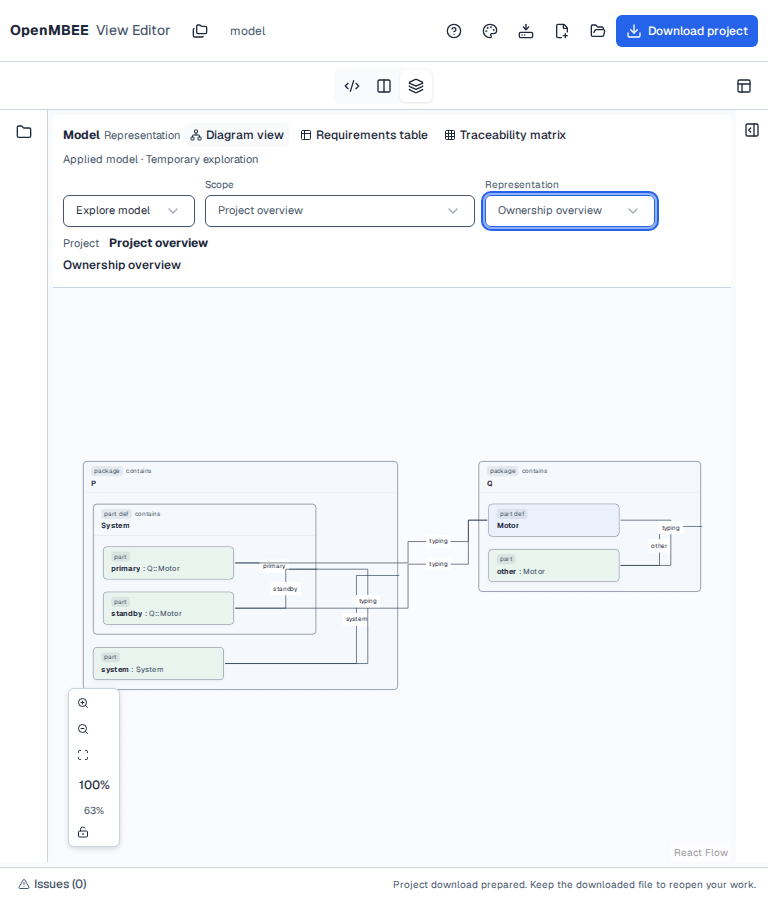 OpenMBEE View Editor model Download project
Model Representation Diagram view Requirements table Traceability matrix
Applied model · Temporary exploration
Scope Representation
Explore model Project overview Ownership overview
Project Project overview
Ownership overview
package contains
P
part def contains
System
part
primary : Q::Motor
part
standby : Q::Motor
part
system : System
primary
standby
typing
system
typing
typing
package contains
Q
part def
Motor
part
other : Motor
typing
other
100%
63%
React Flow
Issues (0) Project download prepared. Keep the downloaded file to reopen your work.